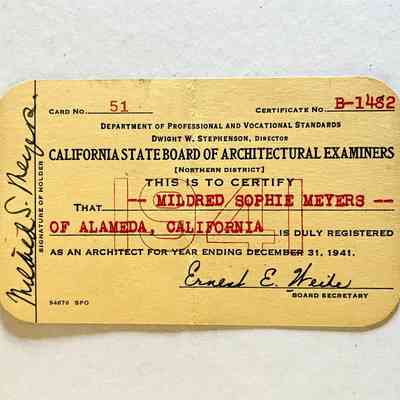 CARD NO. 51 CERTIFICATE NO. B-1482
DEPARTMENT OF PROFESSIONAL AND VOCATIONAL STANDARDS
DWIGHT W. STEPHENSON, DIRECTOR
CALIFORNIA STATE BOARD OF ARCHITECTURAL EXAMINERS
[NORTHERN DISTRICT]
THIS IS TO CERTIFY
THAT -- MILDRED SOPHIE MEYERS --
OF ALAMEDA, CALIFORNIA IS DULY REGISTERED
AS AN ARCHITECT FOR YEAR ENDING DECEMBER 31, 1941.
1941
Ernest E. Weihe
BOARD SECRETARY
54670 SPO
Mildred S. Meyers.
SIGNATURE OF HOLDER